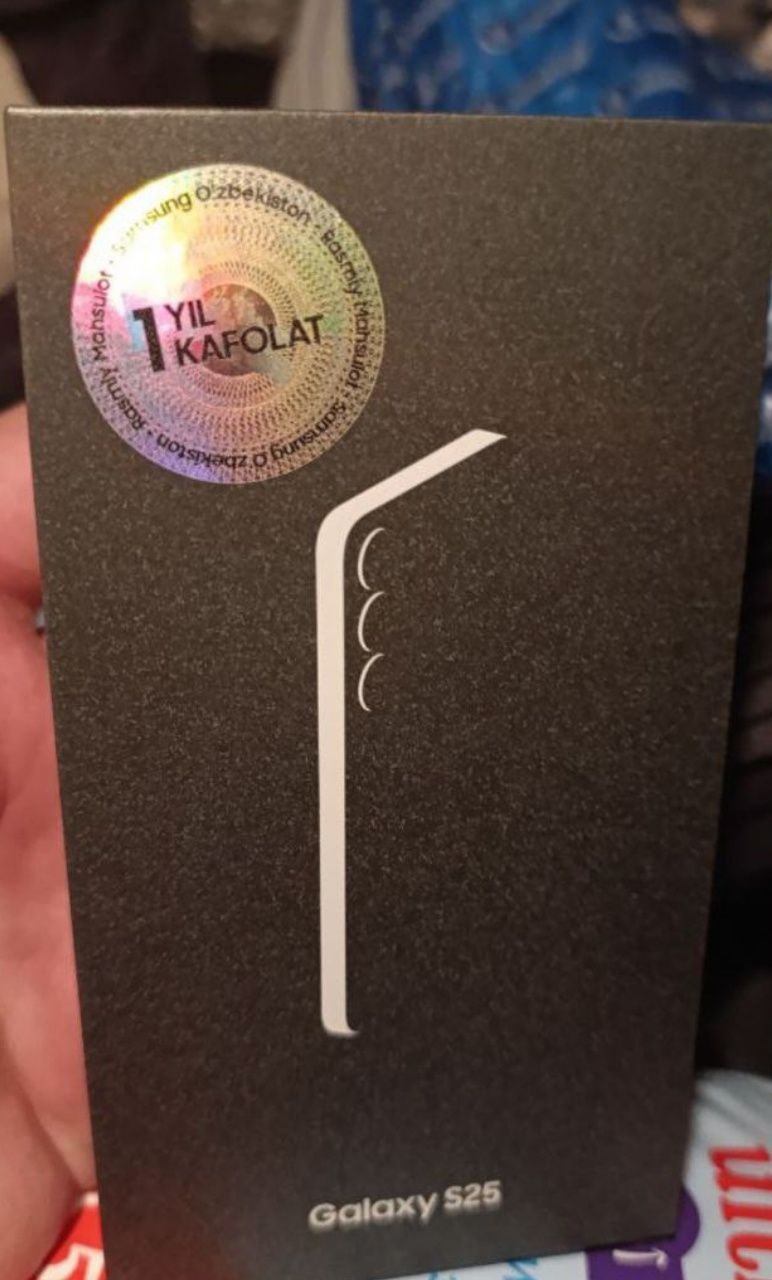 Samsung O'zbekiston · Rasmiy Mahsulot · Samsung O'zbekiston · Rasmiy Mahsulot ·
1 YIL
KAFOLAT
Galaxy S25